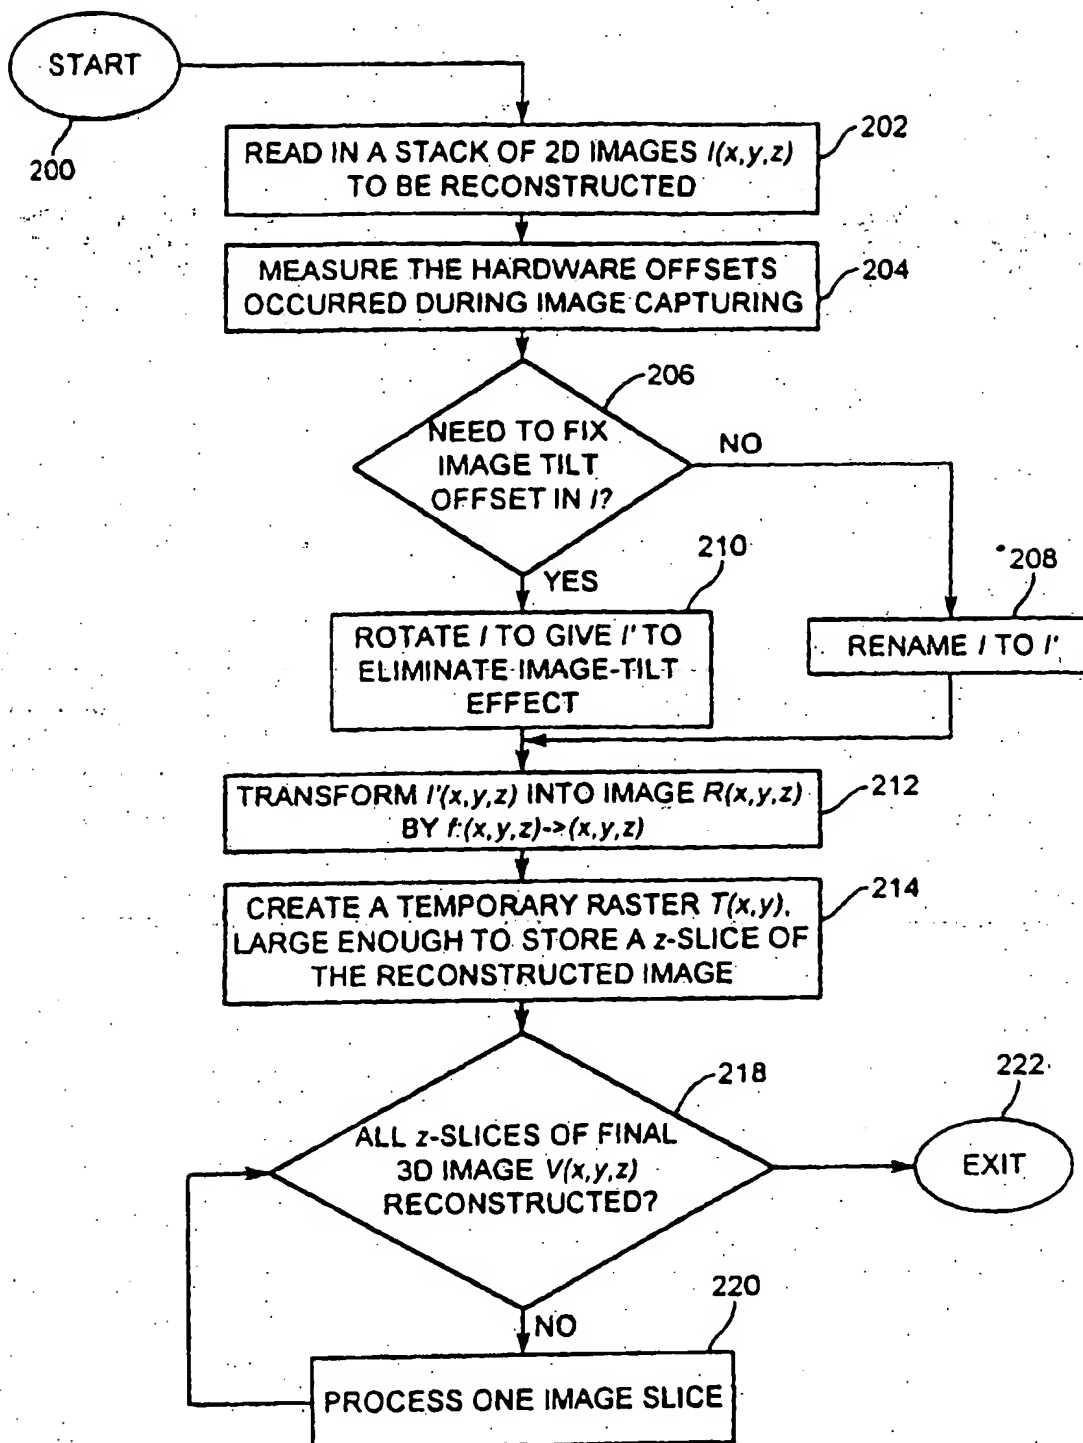 START
200
READ IN A STACK OF 2D IMAGES I(x,y,z)
TO BE RECONSTRUCTED
202
MEASURE THE HARDWARE OFFSETS
OCCURRED DURING IMAGE CAPTURING
204
206
NEED TO FIX
IMAGE TILT
OFFSET IN I?
NO
YES
210
208
ROTATE I TO GIVE I' TO
ELIMINATE-IMAGE-TILT
EFFECT
RENAME I TO I'
TRANSFORM I'(x,y,z) INTO IMAGE R(x,y,z)
BY f:(x,y,z)->(x,y,z)
212
CREATE A TEMPORARY RASTER T(x,y),
LARGE ENOUGH TO STORE A z-SLICE OF
THE RECONSTRUCTED IMAGE
214
218
ALL z-SLICES OF FINAL
3D IMAGE V(x,y,z)
RECONSTRUCTED?
222
EXIT
NO
220
PROCESS ONE IMAGE SLICE